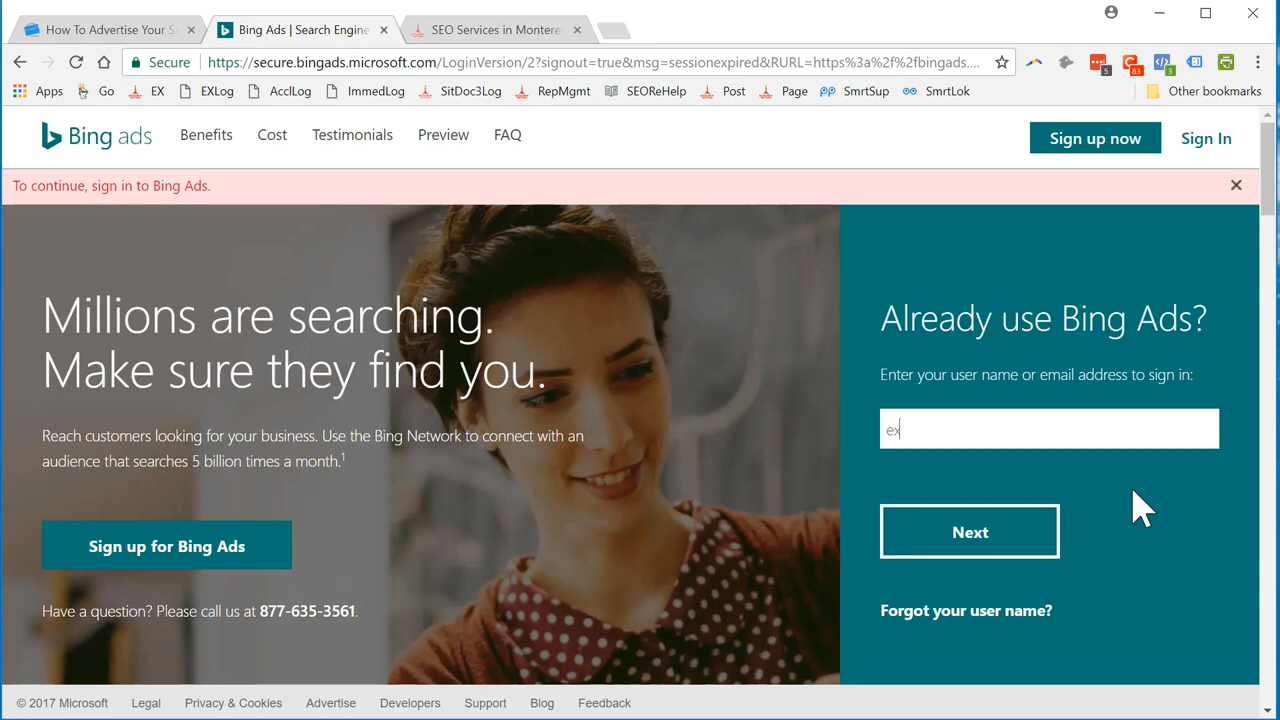 How To Advertise Your S
Bing Ads | Search Engine
SEO Services in Montere
Secure
https://secure.bingads.microsoft.com/LoginVersion/2?signout=true&msg=sessionexpired&RURL=https%3a%2f%2fbingads....
5
83
3
Apps
Go
EX
EXLog
AcclLog
ImmedLog
SitDoc3Log
RepMgmt
SEOReHelp
Post
Page
SmrtSup
SmrtLok
Other bookmarks
Bing ads
Benefits
Cost
Testimonials
Preview
FAQ
Sign up now
Sign In
To continue, sign in to Bing Ads.
Millions are searching.
Make sure they find you.
Reach customers looking for your business. Use the Bing Network to connect with an
audience that searches 5 billion times a month.1
Sign up for Bing Ads
Have a question? Please call us at 877-635-3561.
Already use Bing Ads?
Enter your user name or email address to sign in:
ex
Next
Forgot your user name?
© 2017 Microsoft
Legal
Privacy & Cookies
Advertise
Developers
Support
Blog
Feedback